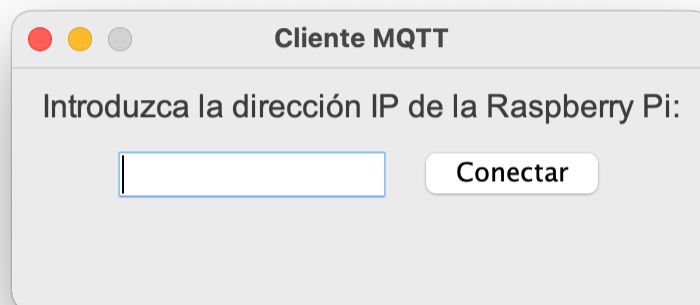 Cliente MQTT
Introduzca la dirección IP de la Raspberry Pi:
Conectar